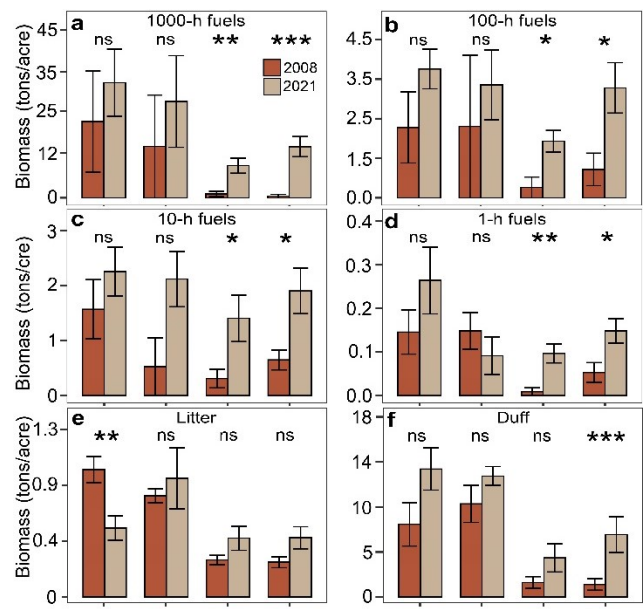 a 1000-h fuels
ns ns ** ***
2008
2021
Biomass (tons/acre)
45
35
25
12
0
b 100-h fuels
ns ns * *
4.5
3.5
2.5
1.5
0.0
c 10-h fuels
ns ns * *
Biomass (tons/cre)
3
2
1
0
d 1-h fuels
ns ns ** *
0.4
0.3
0.2
0.1
0.0
e Litter
** ns ns ns
Biomass (tons/acre)
1.3
0.9
0.4
0
f Duff
ns ns ns ***
18
14
10
5
0